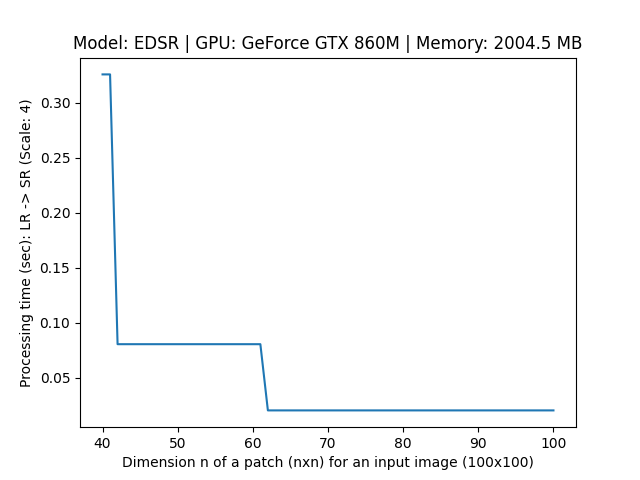 Model: EDSR | GPU: GeForce GTX 860M | Memory: 2004.5 MB
Processing time (sec): LR -> SR (Scale: 4)
0.30
0.25
0.20
0.15
0.10
0.05
40 50 60 70 80 90 100
Dimension n of a patch (nxn) for an input image (100x100)